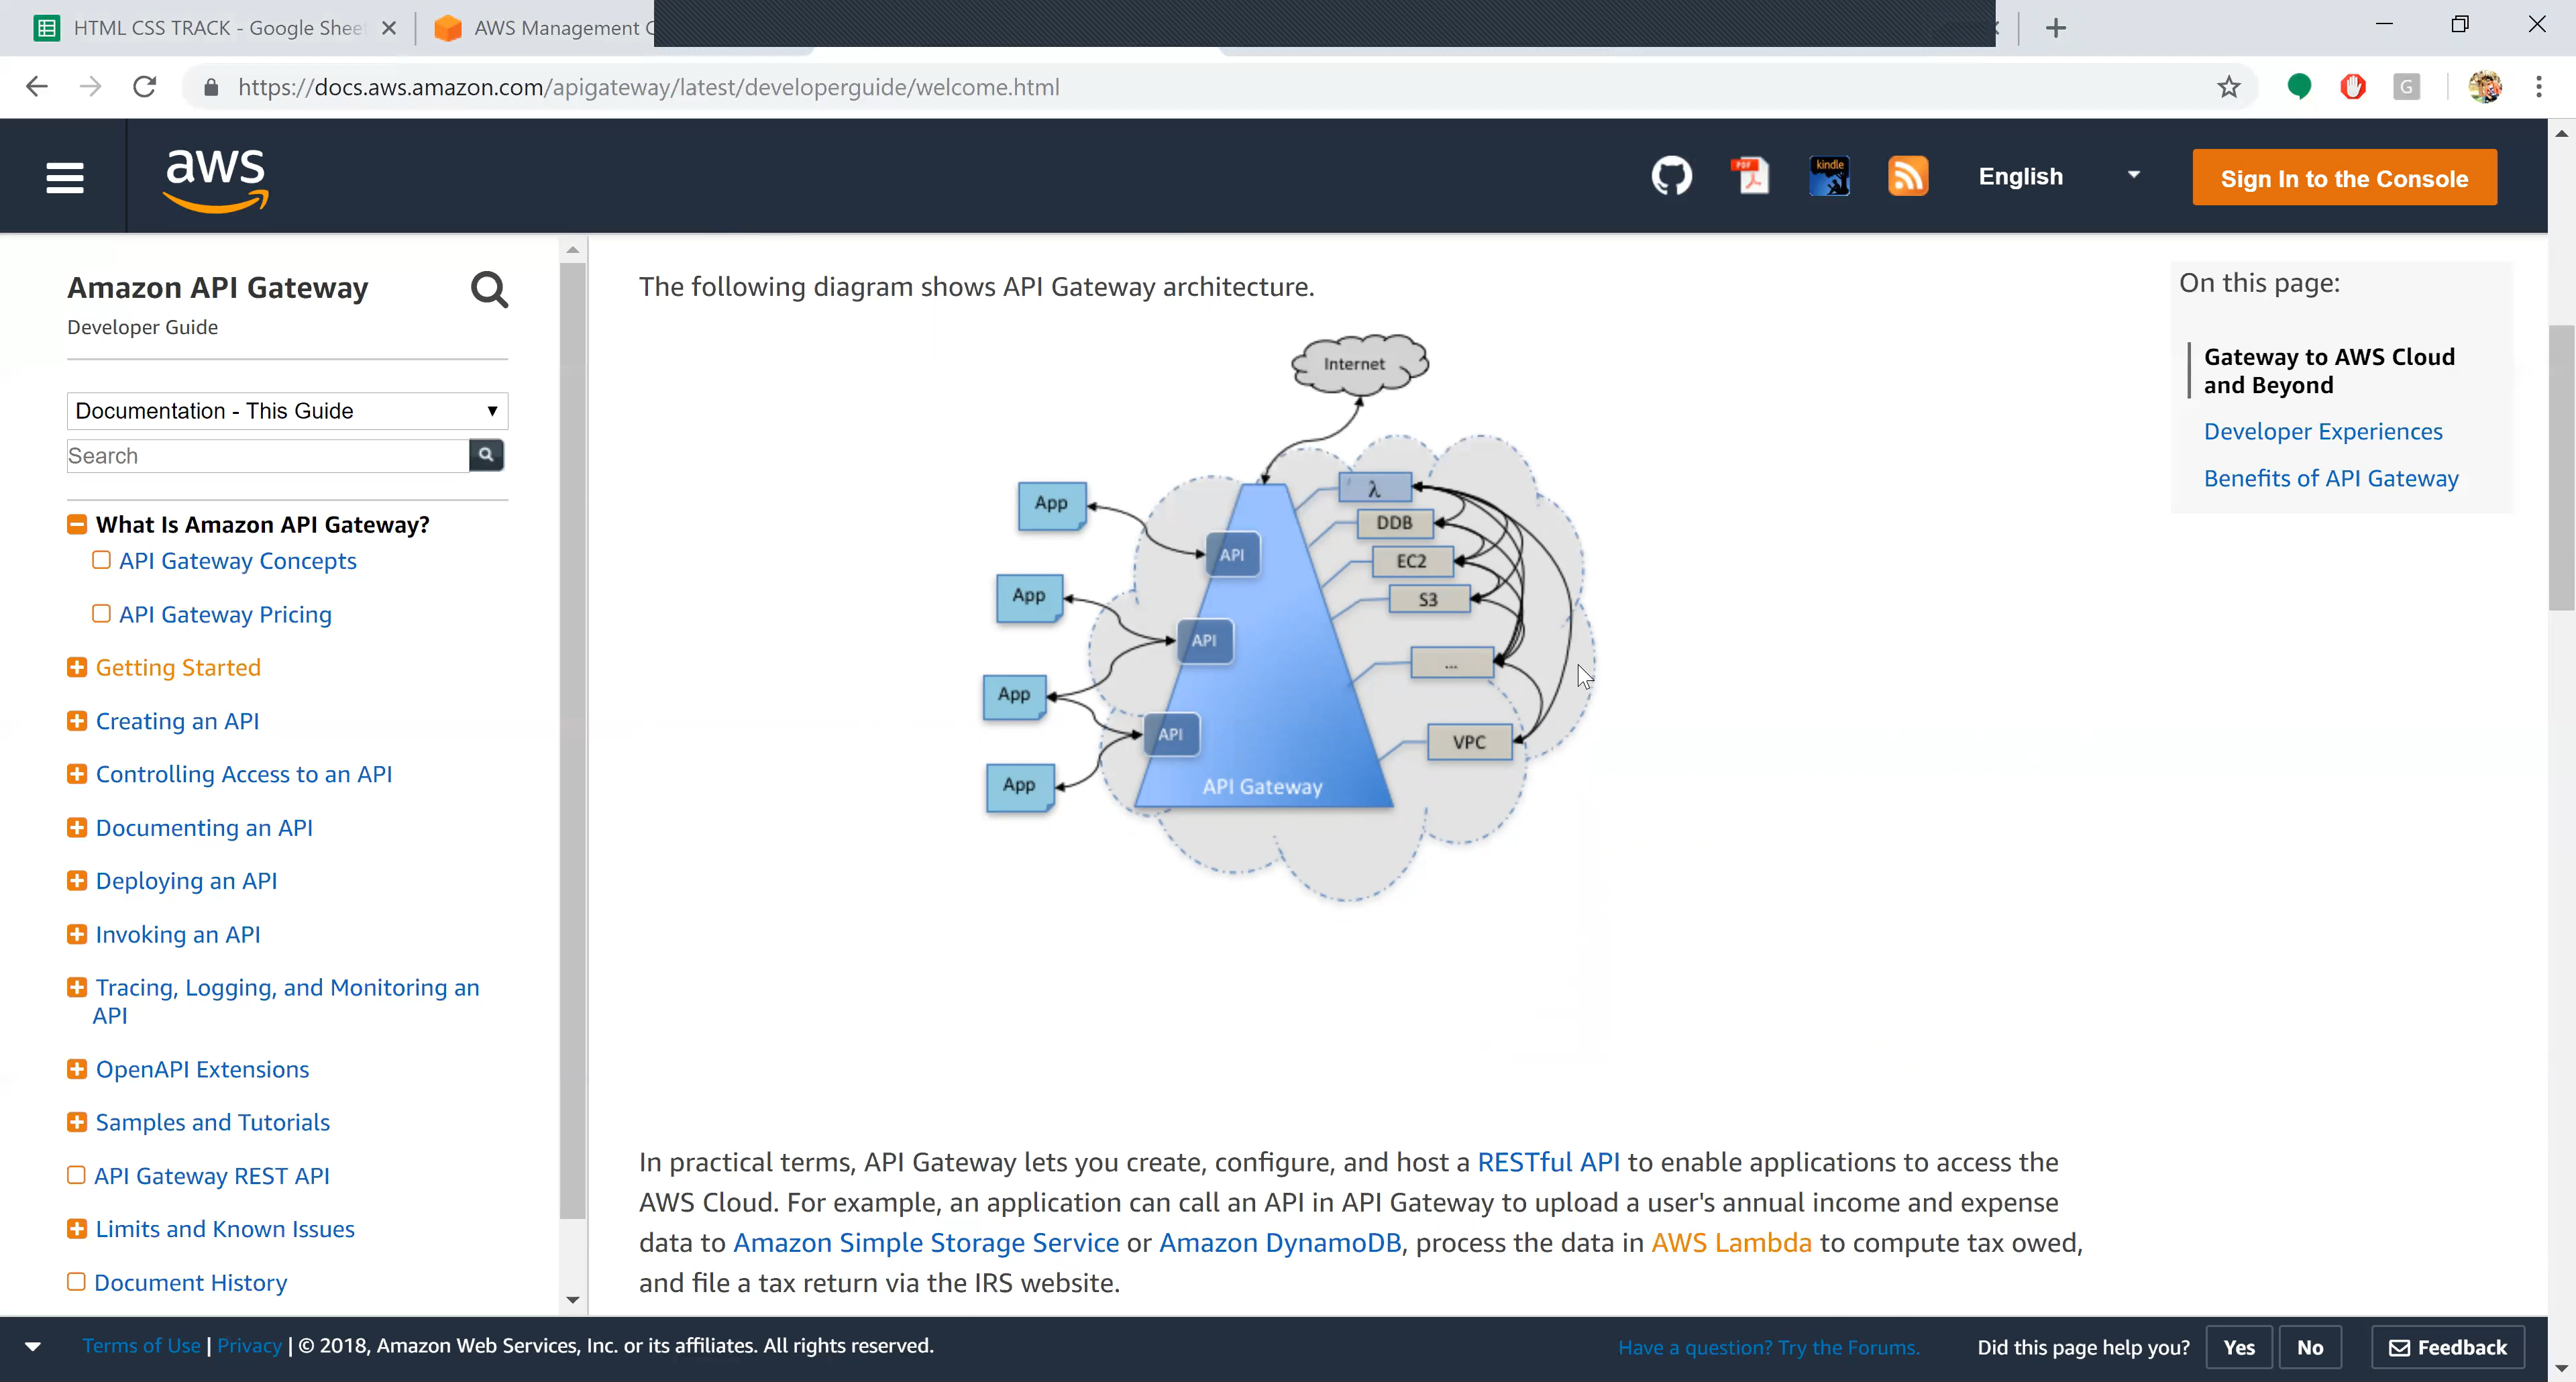 HTML CSS TRACK - Google Shee
AWS Management
https://docs.aws.amazon.com/apigateway/latest/developerguide/welcome.html
G
aws
PDF
kindle
English
Sign In to the Console
Amazon API Gateway
Developer Guide
Documentation - This Guide
Search
What Is Amazon API Gateway?
API Gateway Concepts
API Gateway Pricing
Getting Started
Creating an API
Controlling Access to an API
Documenting an API
Deploying an API
Invoking an API
Tracing, Logging, and Monitoring an
API
OpenAPI Extensions
Samples and Tutorials
API Gateway REST API
Limits and Known Issues
Document History
The following diagram shows API Gateway architecture.
Internet
App
App
App
App
API
API
API
API Gateway
λ
DDB
EC2
S3
...
VPC
In practical terms, API Gateway lets you create, configure, and host a RESTful API to enable applications to access the
AWS Cloud. For example, an application can call an API in API Gateway to upload a user's annual income and expense
data to Amazon Simple Storage Service or Amazon DynamoDB, process the data in AWS Lambda to compute tax owed,
and file a tax return via the IRS website.
On this page:
Gateway to AWS Cloud
and Beyond
Developer Experiences
Benefits of API Gateway
Terms of Use | Privacy | © 2018, Amazon Web Services, Inc. or its affiliates. All rights reserved.
Have a question? Try the Forums.
Did this page help you?
Yes
No
Feedback